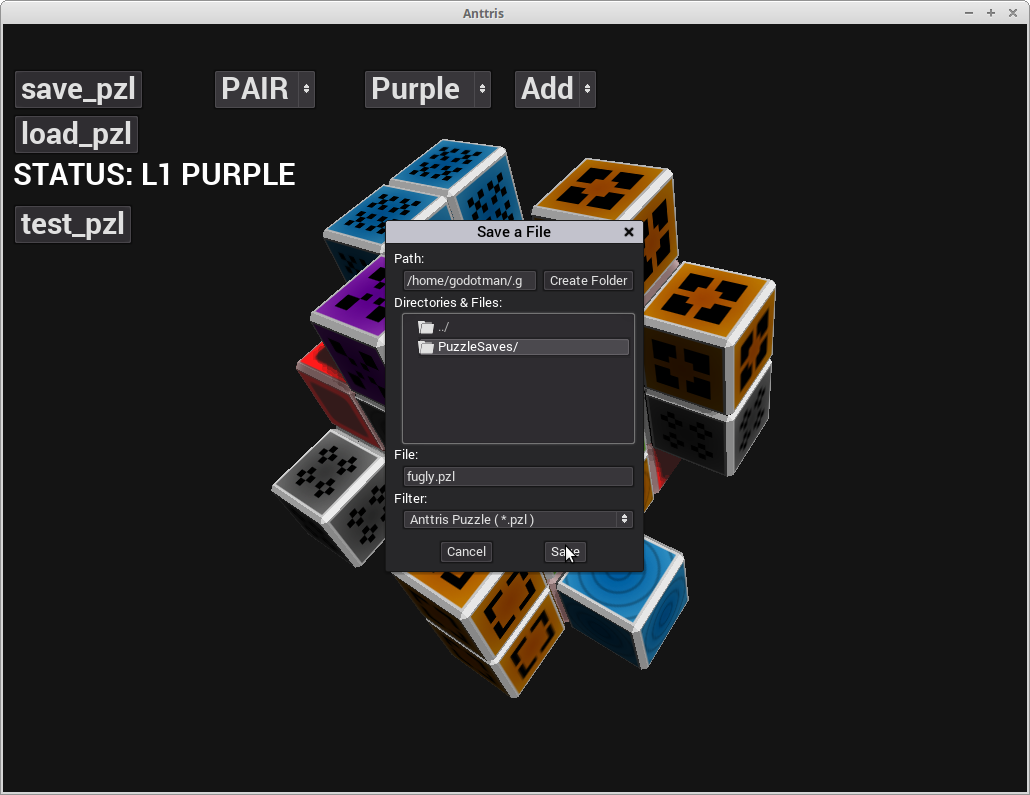 Anttris
save_pzl PAIR Purple Add
load_pzl
STATUS: L1 PURPLE
test_pzl
Save a File
Path:
/home/godotman/.g Create Folder
Directories & Files:
../
PuzzleSaves/
File:
fugly.pzl
Filter:
Anttris Puzzle ( *.pzl )
Cancel Save